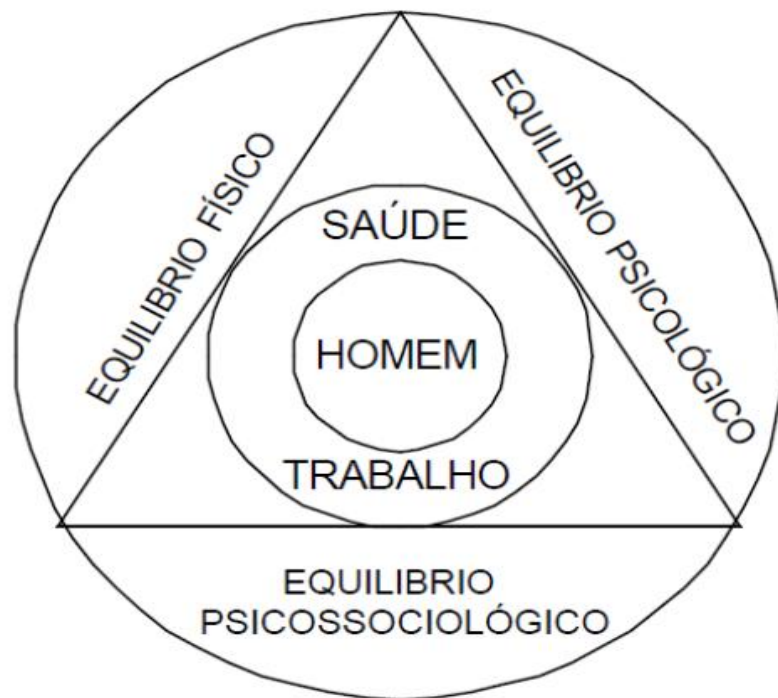 EQUILIBRIO FÍSICO
EQUILIBRIO PSICOLÓGICO
SAÚDE
HOMEM
TRABALHO
EQUILIBRIO
PSICOSSOCIOLÓGICO